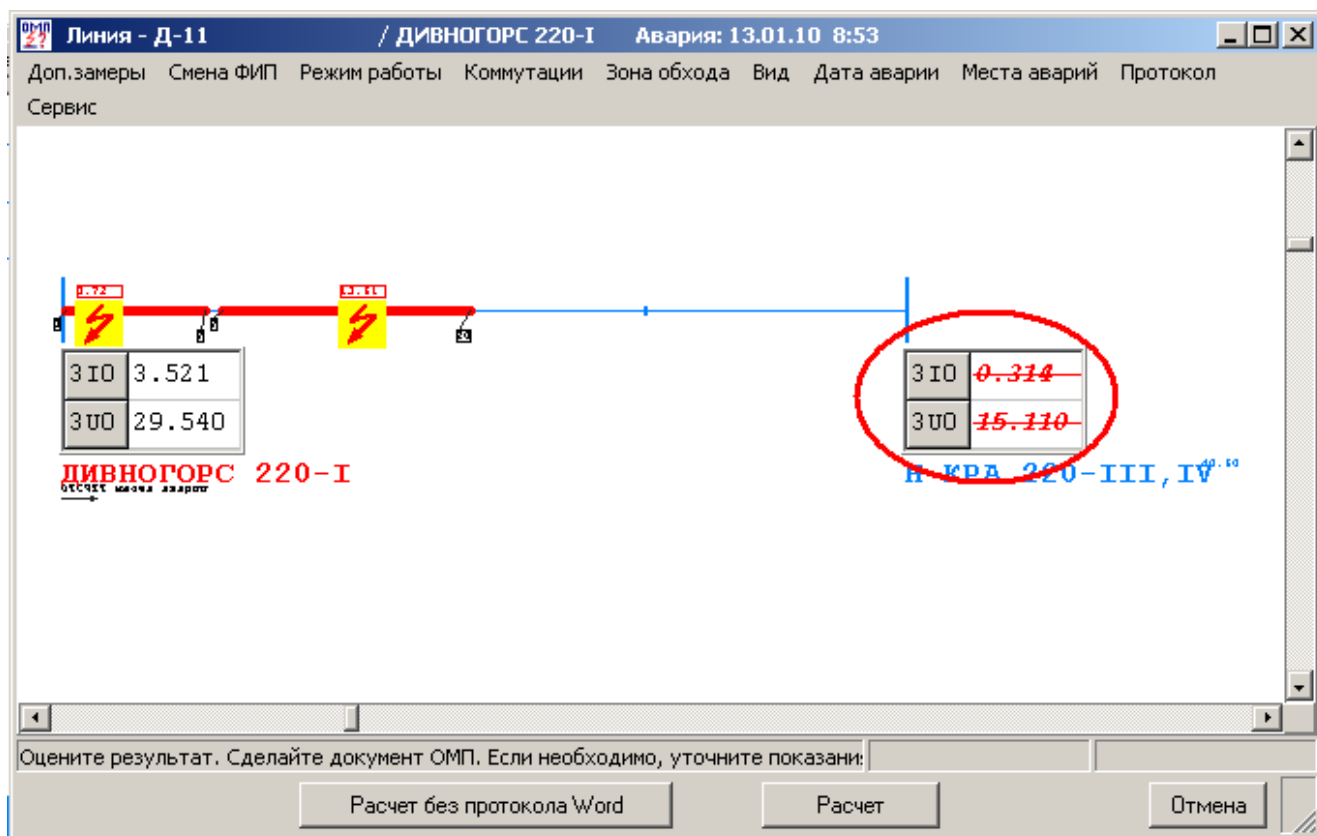 ОМП Линия - Д-11 / ДИВНОГОРС 220-I Авария: 13.01.10 8:53
Доп.замеры Смена ФИП Режим работы Коммутации Зона обхода Вид Дата аварии Места аварий Протокол
Сервис
3I0 3.521
3U0 29.540
3I0 0.314
3U0 15.110
ДИВНОГОРС 220-I
Н КРА 220-III,IV
Оцените результат. Сделайте документ ОМП. Если необходимо, уточните показани
Расчет без протокола Word Расчет Отмена